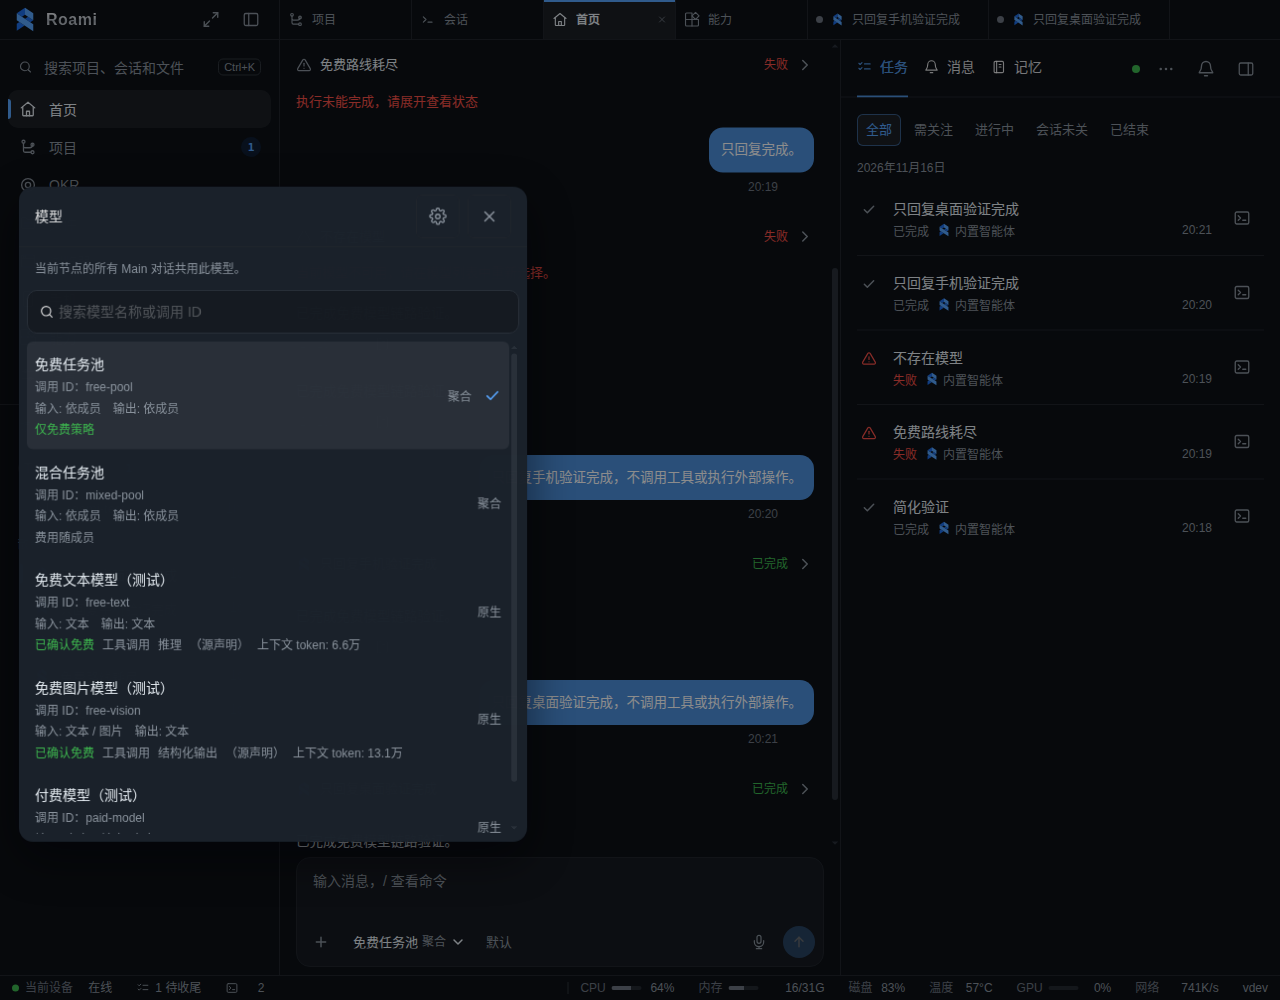 Roami
项目
会话
首页
能力
只回复手机验证完成
只回复桌面验证完成
搜索项目、会话和文件
Ctrl+K
首页
项目
1
OKR
免费路线耗尽
失败
执行未能完成，请展开查看状态
只回复完成。
20:19
失败
择。
手机验证完成，不调用工具或执行外部操作。
20:20
已完成
桌面验证完成，不调用工具或执行外部操作。
20:21
已完成
已完成免费模型链路验证。
输入消息，/ 查看命令
免费任务池 聚合
默认
模型
当前节点的所有 Main 对话共用此模型。
搜索模型名称或调用 ID
免费任务池
调用 ID：free-pool
输入: 依成员 输出: 依成员
仅免费策略
聚合
混合任务池
调用 ID：mixed-pool
输入: 依成员 输出: 依成员
费用随成员
聚合
免费文本模型（测试）
调用 ID：free-text
输入: 文本 输出: 文本
已确认免费 工具调用 推理 （源声明） 上下文 token: 6.6万
原生
免费图片模型（测试）
调用 ID：free-vision
输入: 文本 / 图片 输出: 文本
已确认免费 工具调用 结构化输出 （源声明） 上下文 token: 13.1万
原生
付费模型（测试）
调用 ID：paid-model
原生
任务
消息
记忆
全部
需关注
进行中
会话未关
已结束
2026年11月16日
只回复桌面验证完成
已完成 内置智能体
20:21
只回复手机验证完成
已完成 内置智能体
20:20
不存在模型
失败 内置智能体
20:19
免费路线耗尽
失败 内置智能体
20:19
简化验证
已完成 内置智能体
20:18
当前设备 在线
1 待收尾
2
CPU 64%
内存 16/31G
磁盘 83%
温度 57°C
GPU 0%
网络 741K/s
vdev